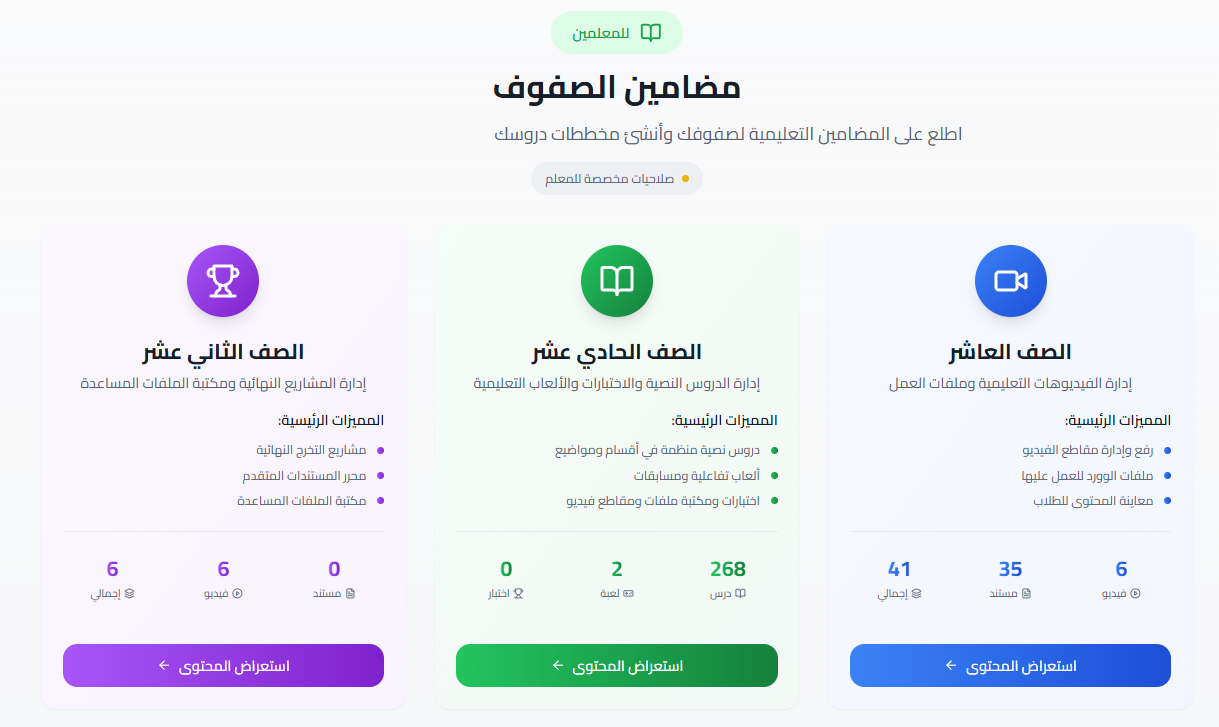 للمعلمين
مضامين الصفوف
اطلع على المضامين التعليمية لصفوفك وأنشئ مخططات دروسك
صلاحيات مخصصة للمعلم
الصف العاشر
إدارة الفيديوهات التعليمية وملفات العمل
المميزات الرئيسية:
رفع وإدارة مقاطع الفيديو
ملفات الوورد للعمل عليها
معاينة المحتوى للطلاب
6 35 41
فيديو مستند إجمالي
استعراض المحتوى ←
الصف الحادي عشر
إدارة الدروس النصية والاختبارات والألعاب التعليمية
المميزات الرئيسية:
دروس نصية منظمة في أقسام ومواضيع
ألعاب تفاعلية ومسابقات
اختبارات ومكتبة ملفات ومقاطع فيديو
268 2 0
درس لعبة اختبار
استعراض المحتوى ←
الصف الثاني عشر
إدارة المشاريع النهائية ومكتبة الملفات المساعدة
المميزات الرئيسية:
مشاريع التخرج النهائية
محرر المستندات المتقدم
مكتبة الملفات المساعدة
0 6 6
مستند فيديو إجمالي
استعراض المحتوى ←